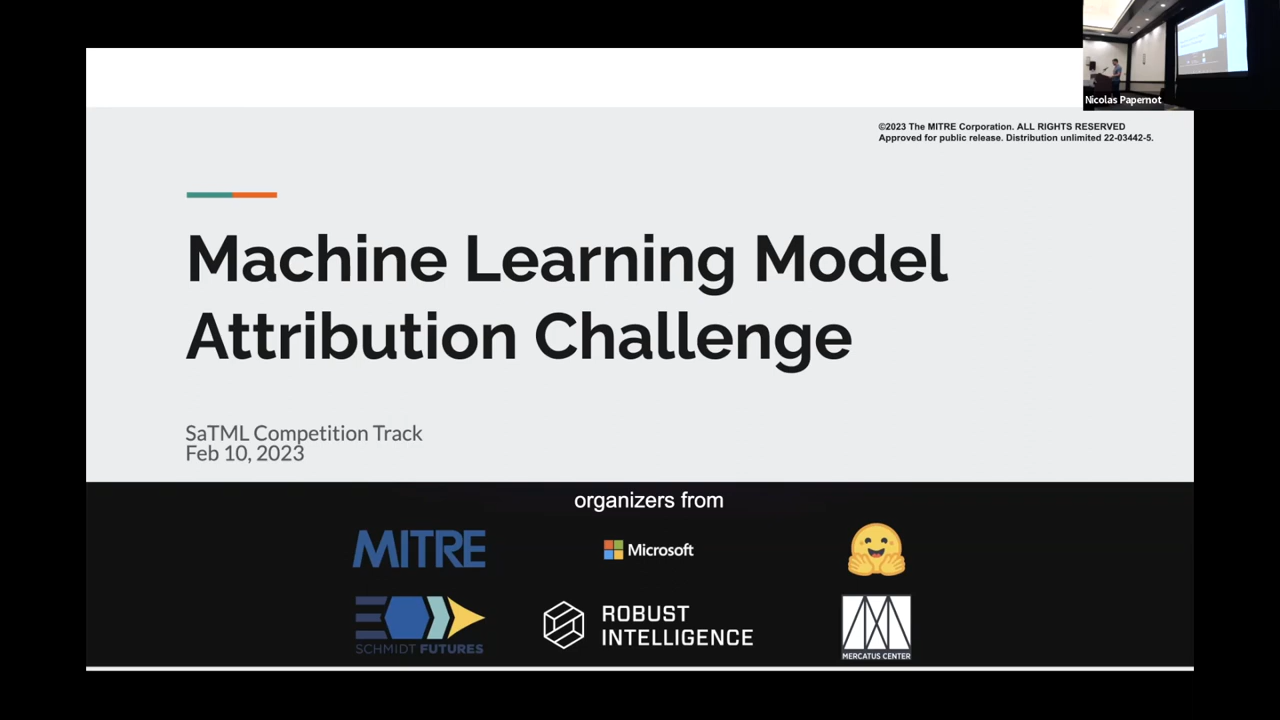 Nicolas Papernot
©2023 The MITRE Corporation. ALL RIGHTS RESERVED
Approved for public release. Distribution unlimited 22-03442-5.
Machine Learning Model
Attribution Challenge
SaTML Competition Track
Feb 10, 2023
organizers from
MITRE
Microsoft
SCHMIDT FUTURES
ROBUST
INTELLIGENCE
MERCATUS CENTER